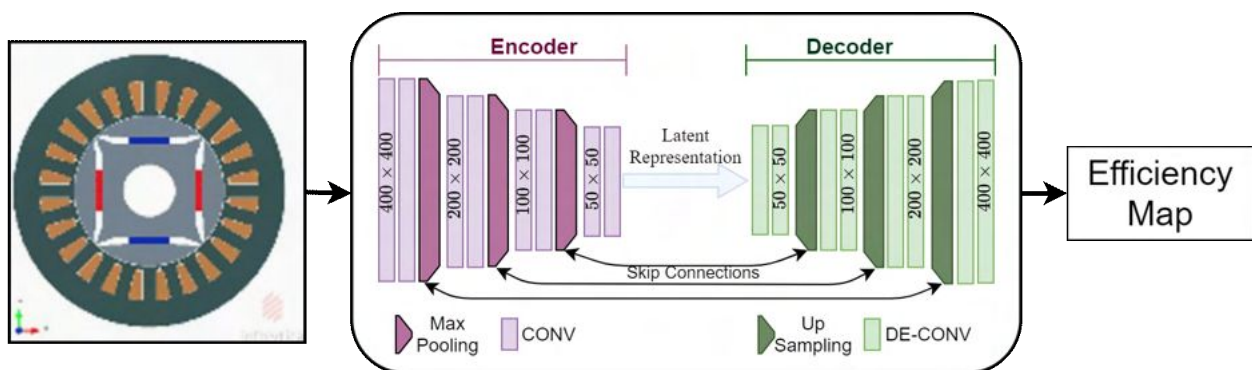 Encoder
Decoder
400 × 400
200 × 200
100 × 100
50 × 50
Latent
Representation
50 × 50
100 × 100
200 × 200
400 × 400
Efficiency
Map
Skip Connections
Max
Pooling
CONV
Up
Sampling
DE-CONV